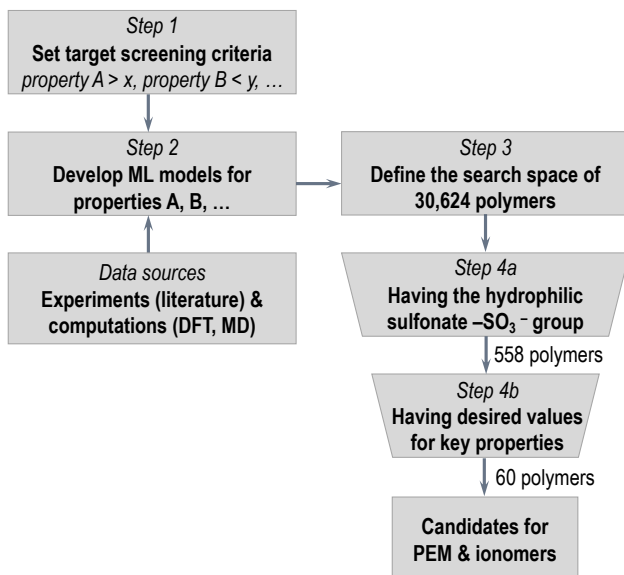 Step 1
Set target screening criteria
property A > x, property B < y, …
Step 2
Develop ML models for
properties A, B, …
Data sources
Experiments (literature) &
computations (DFT, MD)
Step 3
Define the search space of
30,624 polymers
Step 4a
Having the hydrophilic
sulfonate –SO₃⁻ group
558 polymers
Step 4b
Having desired values
for key properties
60 polymers
Candidates for
PEM & ionomers